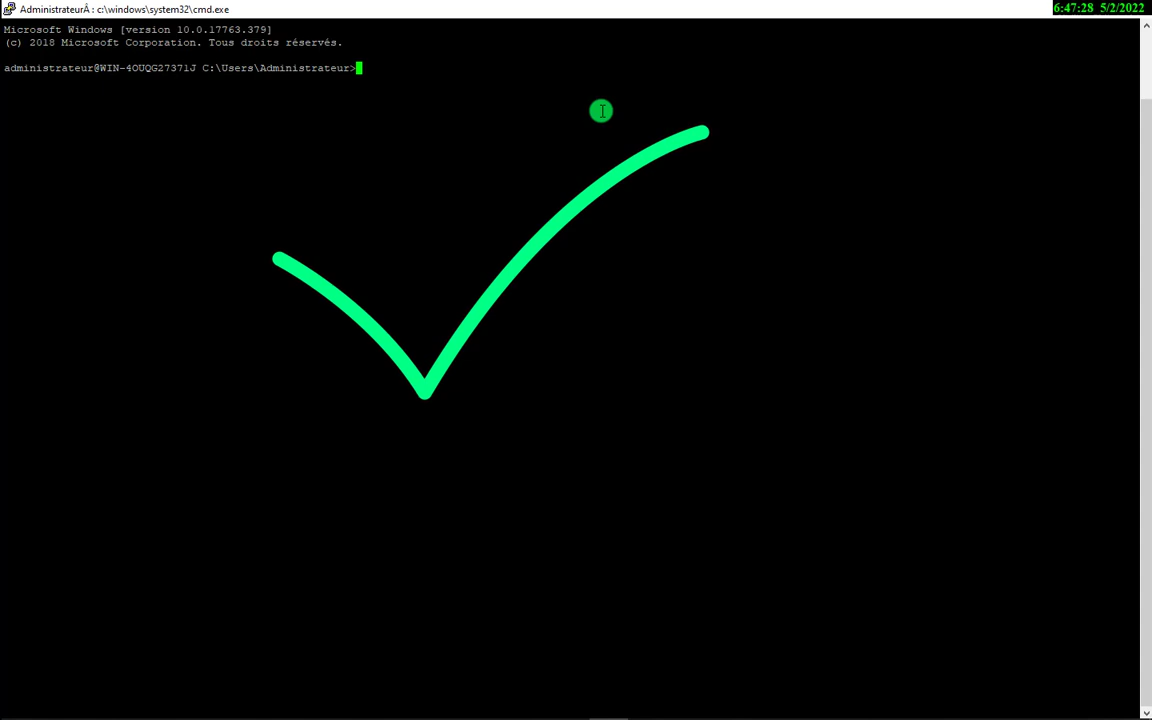 AdministrateurÂ : c:\windows\system32\cmd.exe
6:47:28 5/2/2022
Microsoft Windows [version 10.0.17763.379]
(c) 2018 Microsoft Corporation. Tous droits réservés.
administrateur@WIN-4OUQG27371J C:\Users\Administrateur>